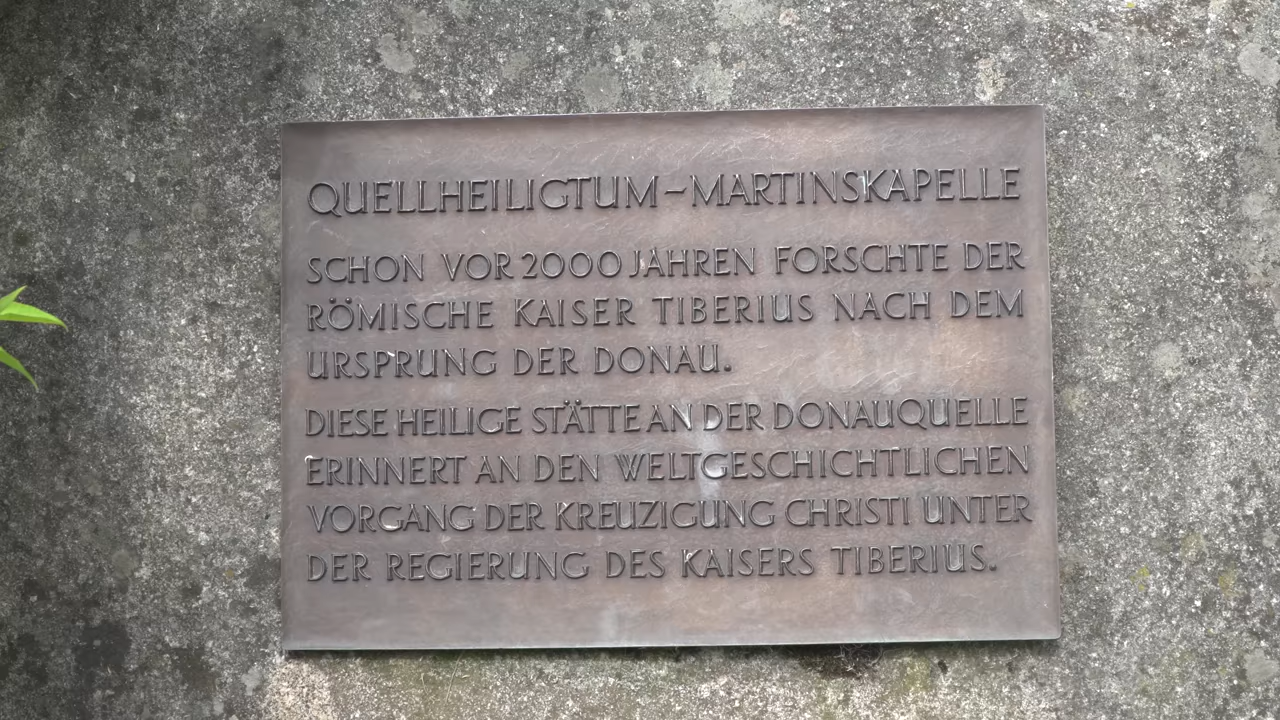 QUELLHEILIGTUM–MARTINSKAPELLE
SCHON VOR 2000 JAHREN FORSCHTE DER
RÖMISCHE KAISER TIBERIUS NACH DEM
URSPRUNG DER DONAU.
DIESE HEILIGE STÄTTE AN DER DONAUQUELLE
ERINNERT AN DEN WELTGESCHICHTLICHEN
VORGANG DER KREUZIGUNG CHRISTI UNTER
DER REGIERUNG DES KAISERS TIBERIUS.